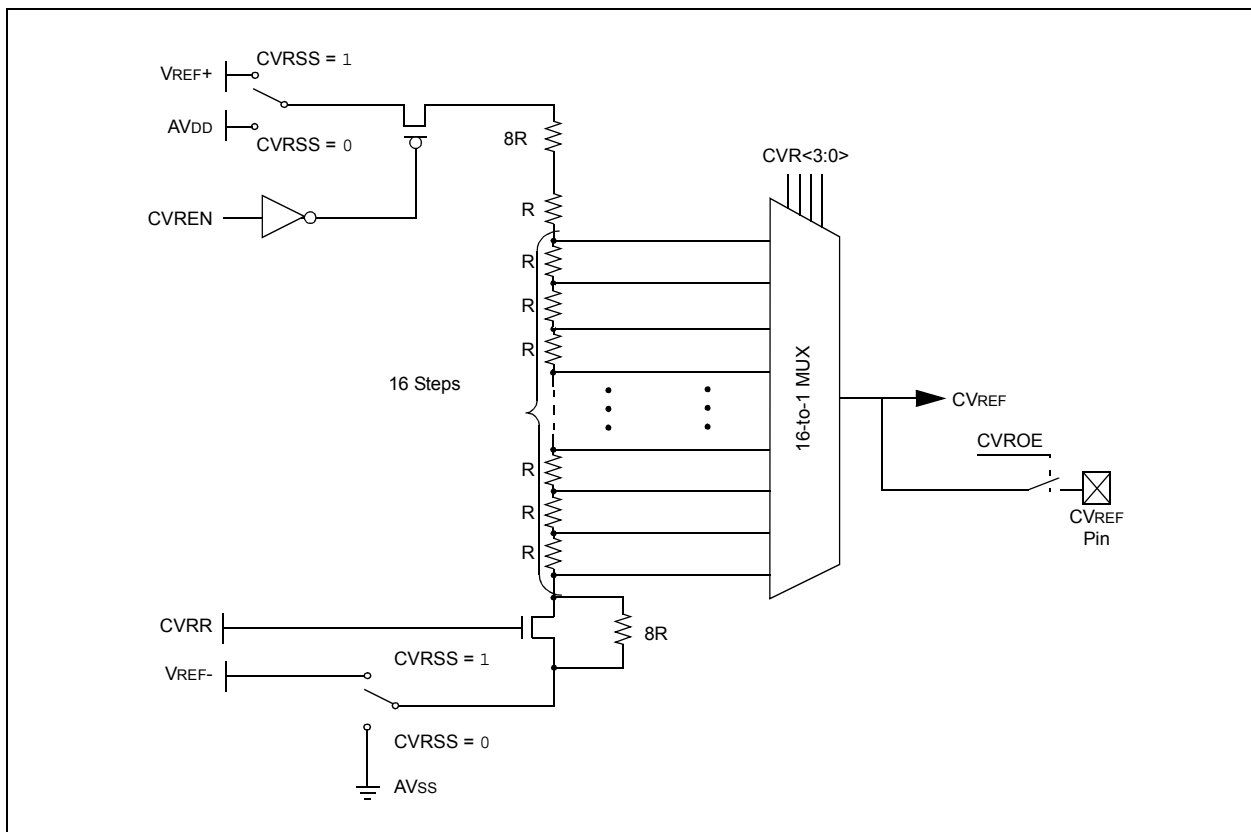 CVRSS = 1
VREF+
AVDD
CVRSS = 0
8R
CVR<3:0>
CVREN
R
R
R
R
16 Steps
16-to-1 MUX
CVREF
CVROE
R
R
R
CVREF
Pin
CVRR
8R
CVRSS = 1
VREF-
CVRSS = 0
AVSS